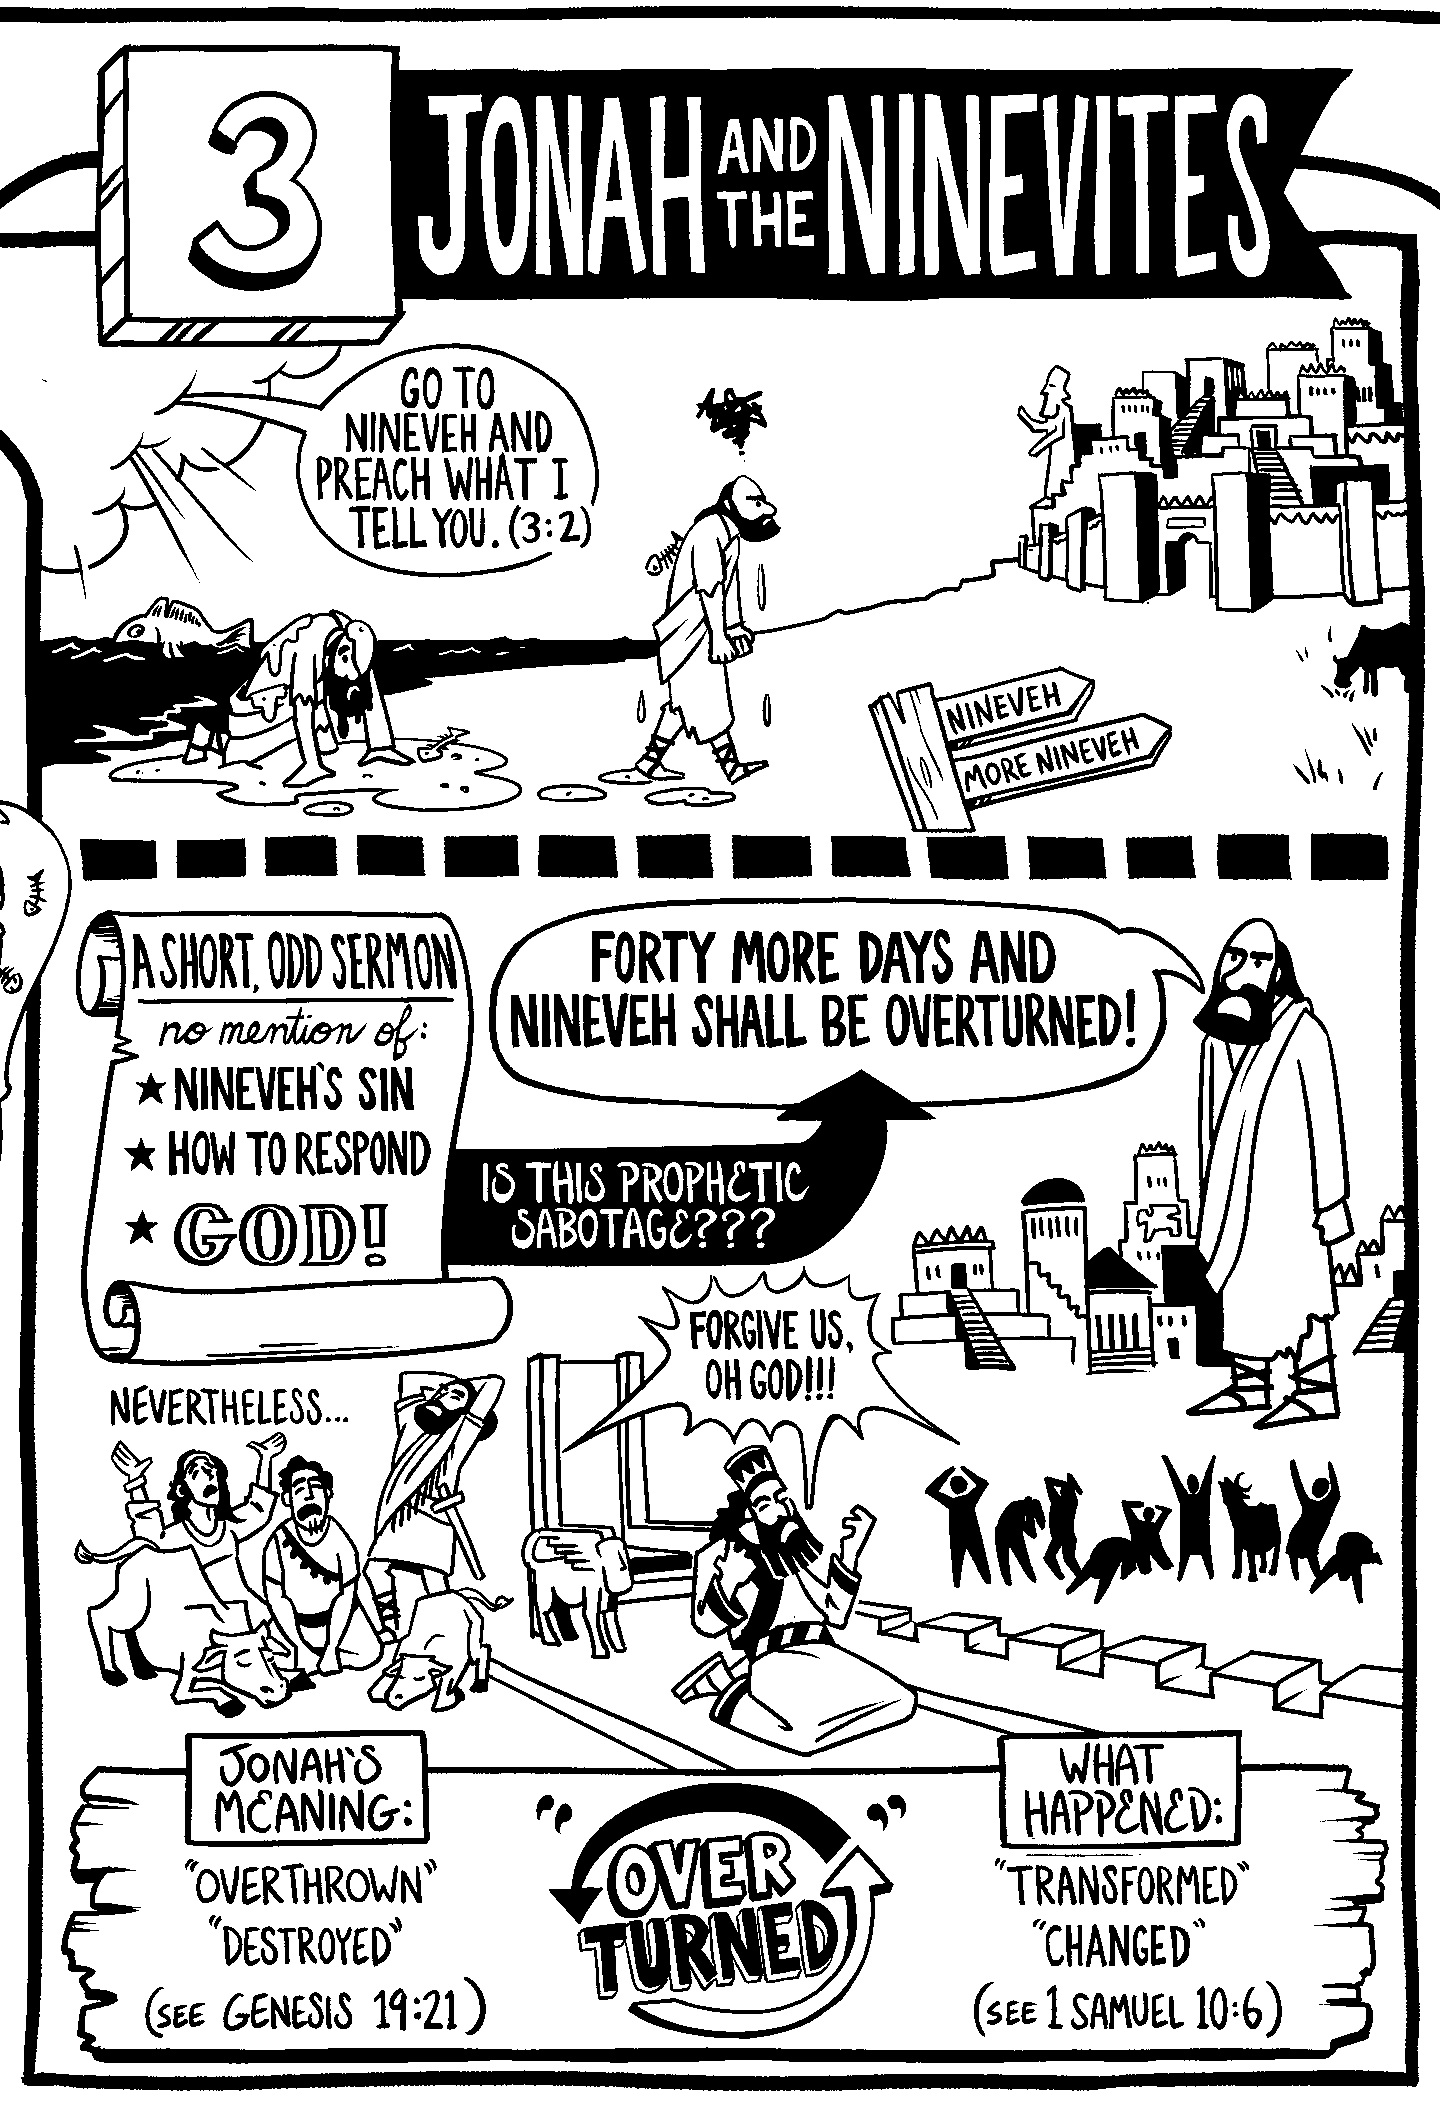 3
JONAH AND THE NINEVITES
GO TO
NINEVEH AND
PREACH WHAT I
TELL YOU. (3:2)
NINEVEH
MORE NINEVEH
A SHORT, ODD SERMON
no mention of:
★ NINEVEH'S SIN
★ HOW TO RESPOND
★ GOD!
FORTY MORE DAYS AND
NINEVEH SHALL BE OVERTURNED!
IS THIS PROPHETIC
SABOTAGE???
FORGIVE US,
OH GOD!!!
NEVERTHELESS...
JONAH'S
MEANING:
"OVERTHROWN"
"DESTROYED"
(SEE GENESIS 19:21)
"OVER
TURNED"
WHAT
HAPPENED:
"TRANSFORMED"
"CHANGED"
(SEE 1 SAMUEL 10:6)